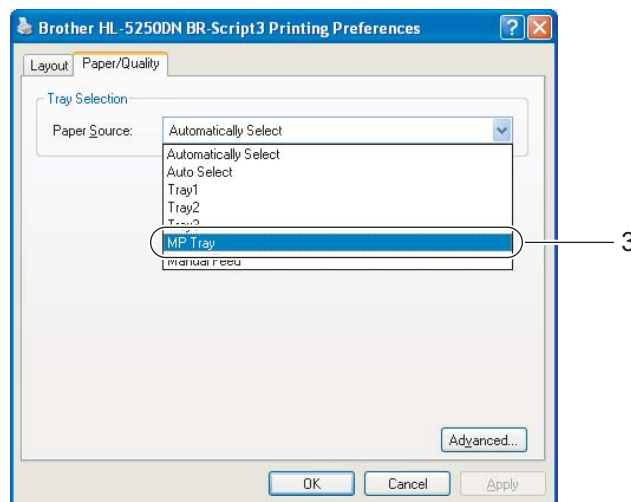 Brother HL-5250DN BR-Script3 Printing Preferences
Layout Paper/Quality
Tray Selection
Paper Source: Automatically Select
Automatically Select
Auto Select
Tray1
Tray2
Tray3
MP Tray 3
Manual Feed
Advanced...
OK Cancel Apply